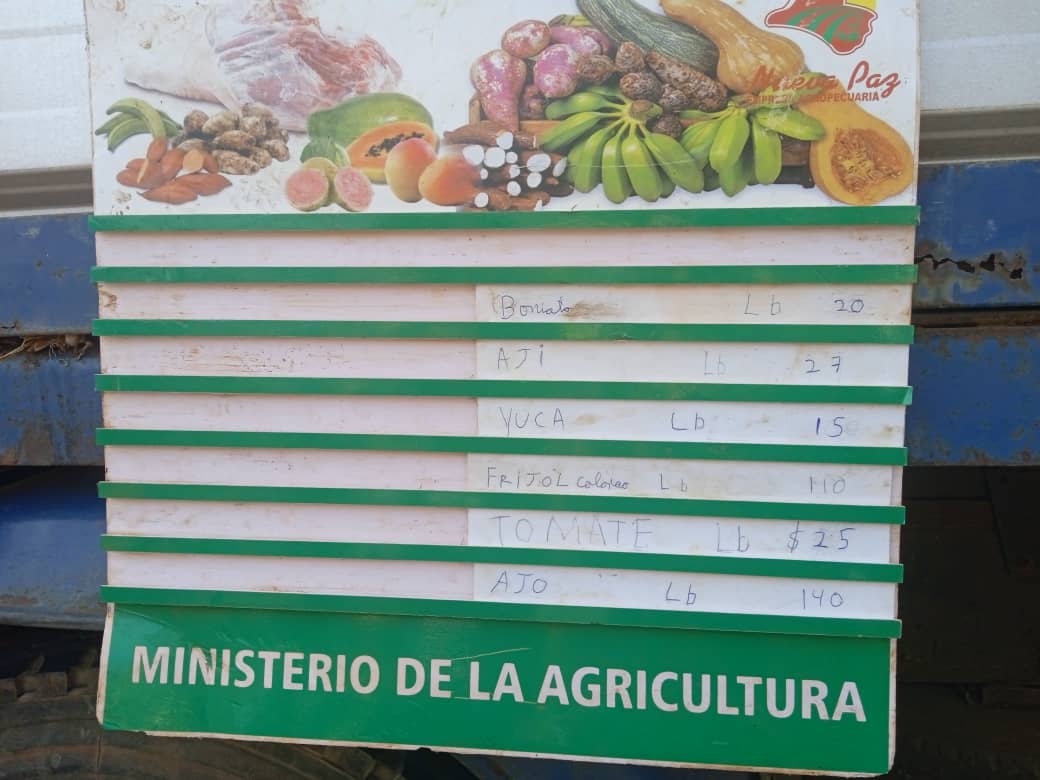 Nueva Paz
EMPRESA AGROPECUARIA
Boniato Lb 20
AJI Lb 27
YUCA Lb 15
FRIJOL colorao Lb 110
TOMATE Lb $25
AJO Lb 140
MINISTERIO DE LA AGRICULTURA